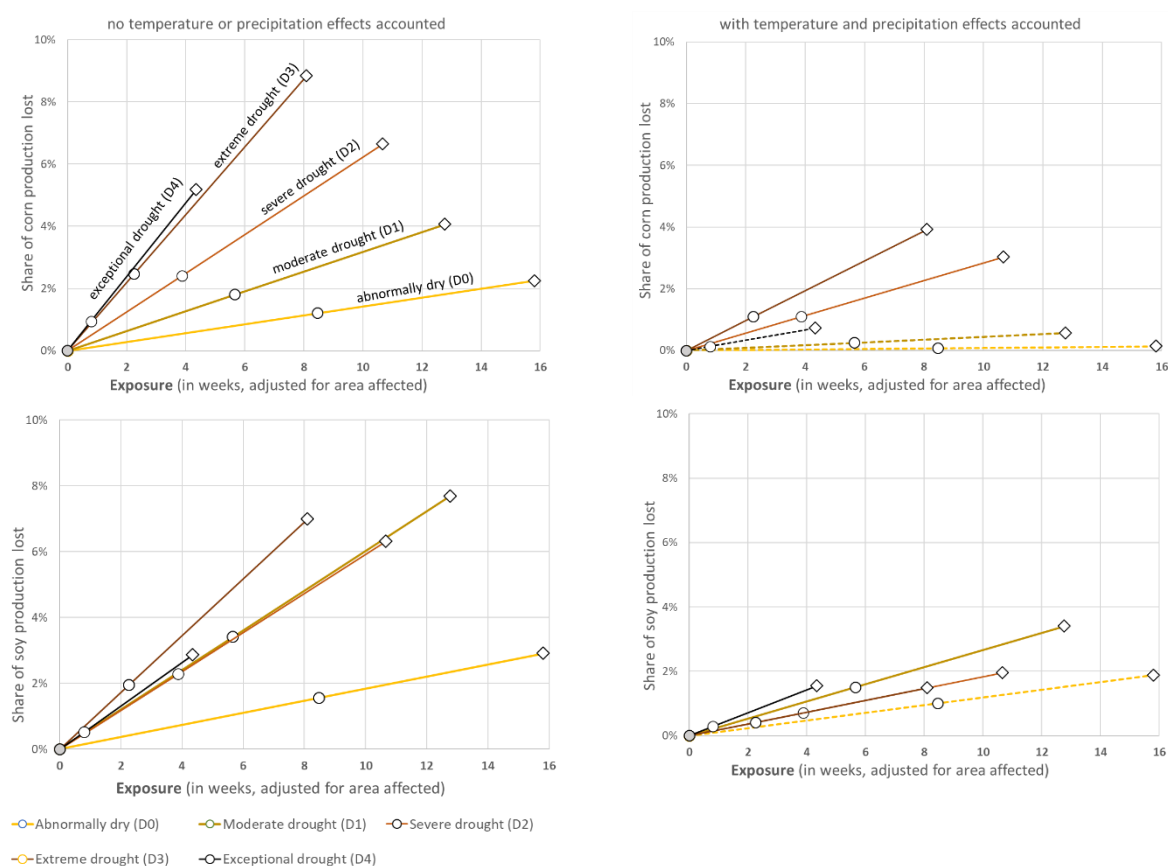 no temperature or precipitation effects accounted
10%
8%
6%
4%
2%
0%
Share of corn production lost
exceptional drought (D4)
extreme drought (D3)
severe drought (D2)
moderate drought (D1)
abnormally dry (D0)
0 2 4 6 8 10 12 14 16
Exposure (in weeks, adjusted for area affected)
with temperature and precipitation effects accounted
10%
8%
6%
4%
2%
0%
Share of corn production lost
0 2 4 6 8 10 12 14 16
Exposure (in weeks, adjusted for area affected)
10%
8%
6%
4%
2%
0%
Share of soy production lost
0 2 4 6 8 10 12 14 16
Exposure (in weeks, adjusted for area affected)
10%
8%
6%
4%
2%
0%
Share of soy production lost
0 2 4 6 8 10 12 14 16
Exposure (in weeks, adjusted for area affected)
Abnormally dry (D0) Moderate drought (D1) Severe drought (D2)
Extreme drought (D3) Exceptional drought (D4)